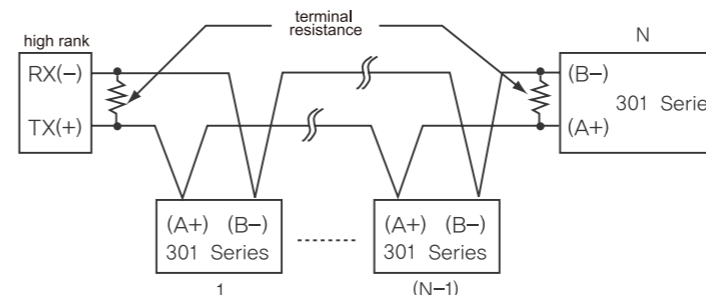 terminal
resistance
high rank
N
RX(−)
TX(+)
(B−)
301 Serie
(A+)
(A+) (B−)
301 Series
1
(A+) (B−)
301 Series
(N−1)